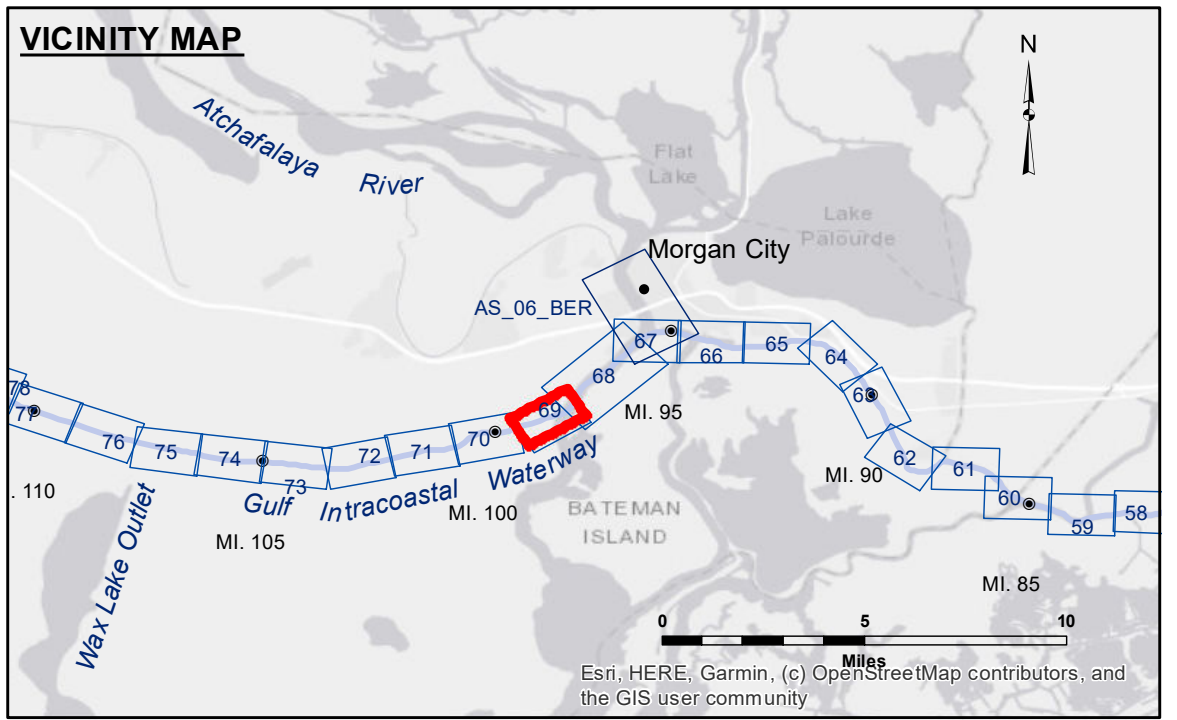 VICINITY MAP
N
Atchafalaya
River
Flat
Lake
Lake
Palourde
Morgan City
AS_06_BER
67
66
65
64
63
62
61
60
59
58
68
69
70
71
72
73
74
75
76
77
78
MI. 95
MI. 90
MI. 85
MI. 100
MI. 105
. 110
Gulf
Intracoastal
Waterway
Wax Lake Outlet
BATEMAN
ISLAND
0 5 10
Miles
Esri, HERE, Garmin, (c) OpenStreetMap contributors, and
the GIS user community